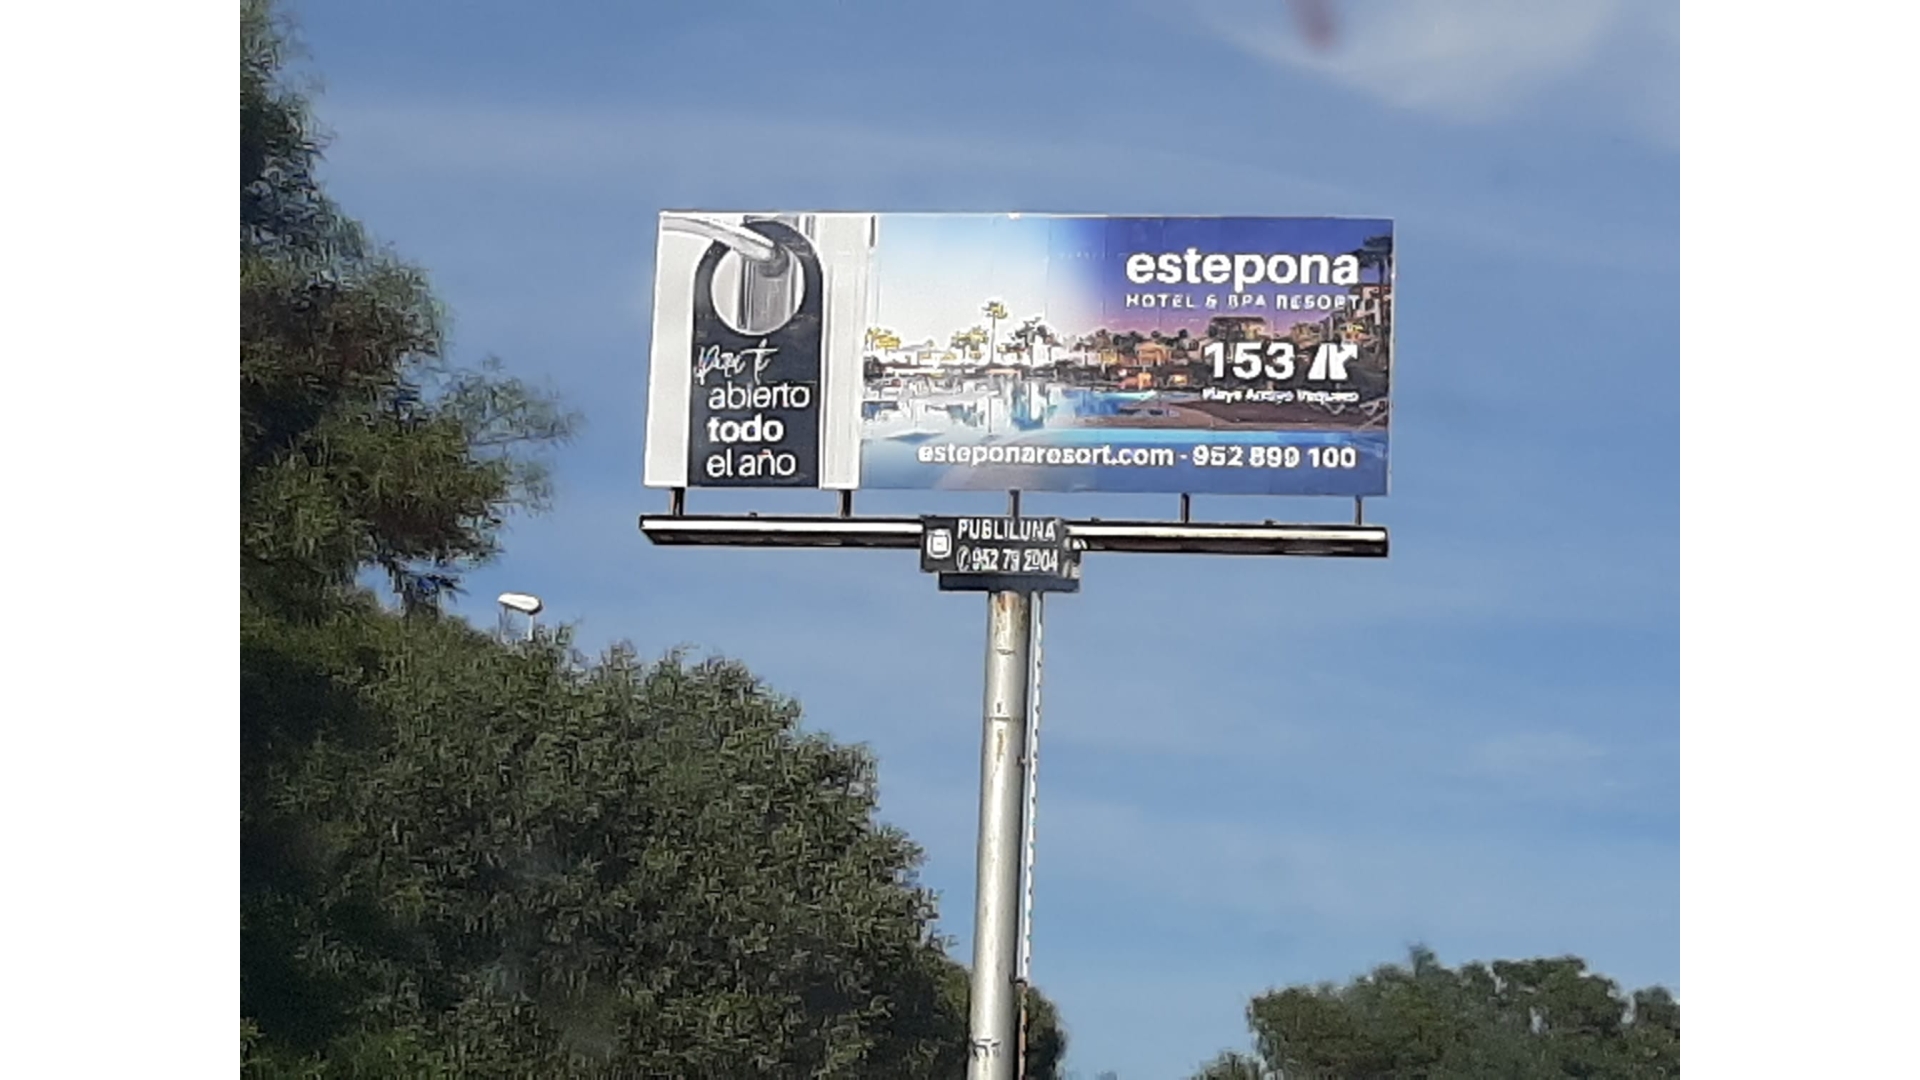 para ti
abierto
todo
el año
estepona
HOTEL & SPA RESORT
153
Playa Arroyo Vaquero
esteponaresort.com - 952 899 100
PUBLILUNA
952 79 2004